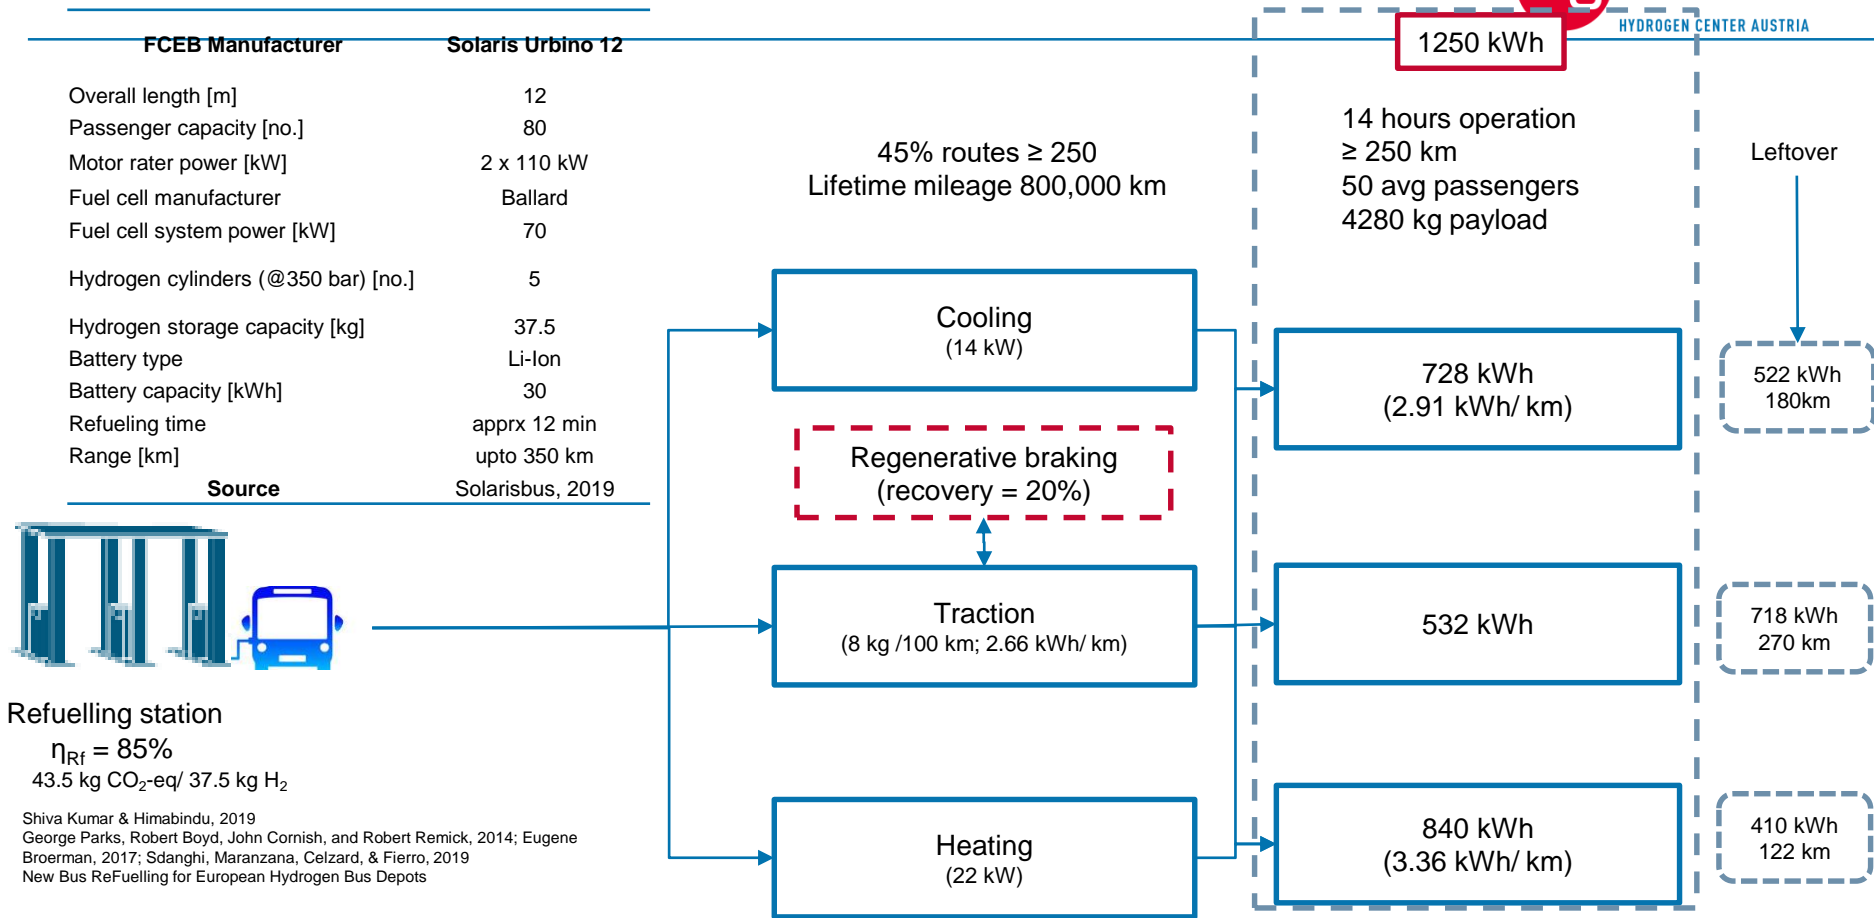 HYDROGEN CENTER AUSTRIA
FCEB Manufacturer Solaris Urbino 12
Overall length [m] 12
Passenger capacity [no.] 80
Motor rater power [kW] 2 x 110 kW
Fuel cell manufacturer Ballard
Fuel cell system power [kW] 70
Hydrogen cylinders (@350 bar) [no.] 5
Hydrogen storage capacity [kg] 37.5
Battery type Li-Ion
Battery capacity [kWh] 30
Refueling time apprx 12 min
Range [km] upto 350 km
Source Solarisbus, 2019
45% routes ≥ 250
Lifetime mileage 800,000 km
1250 kWh
14 hours operation
≥ 250 km
50 avg passengers
4280 kg payload
Leftover
Cooling
(14 kW)
728 kWh
(2.91 kWh/ km)
522 kWh
180km
Regenerative braking
(recovery = 20%)
Traction
(8 kg /100 km; 2.66 kWh/ km)
532 kWh
718 kWh
270 km
Heating
(22 kW)
840 kWh
(3.36 kWh/ km)
410 kWh
122 km
Refuelling station
η_Rf = 85%
43.5 kg CO₂-eq/ 37.5 kg H₂
Shiva Kumar & Himabindu, 2019
George Parks, Robert Boyd, John Cornish, and Robert Remick, 2014; Eugene
Broerman, 2017; Sdanghi, Maranzana, Celzard, & Fierro, 2019
New Bus ReFuelling for European Hydrogen Bus Depots